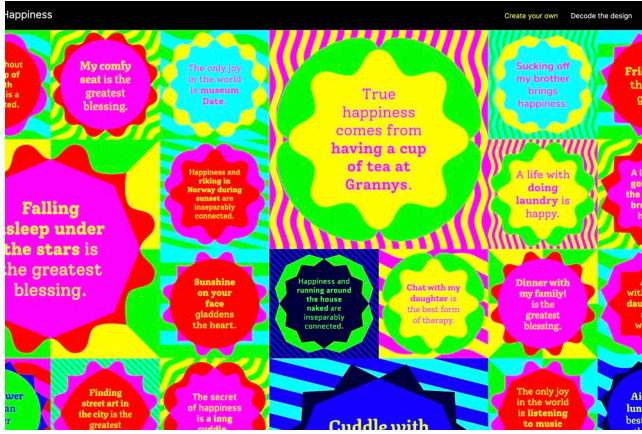 Happiness
Create your own
Decode the design
My comfy
seat is the
greatest
blessing.
The only joy
in the world
is museum
Date.
True
happiness
comes from
having a cup
of tea at
Grannys.
Sucking off
my brother
brings
happiness.
Falling
sleep under
the stars is
the greatest
blessing.
Happiness and
riking in
Norway during
sunset are
inseparably
connected.
A life with
doing
laundry is
happy.
Sunshine
on your
face
gladdens
the heart.
Happiness and
running around
the house
naked are
inseparably
connected.
Chat with my
daughter is
the best form
of therapy.
Dinner with
my family!
is the
greatest
blessing.
Finding
street art in
the city is the
greatest
The secret
of happiness
is a long
cuddle
Cuddle with
The only joy
in the world
is listening
to music